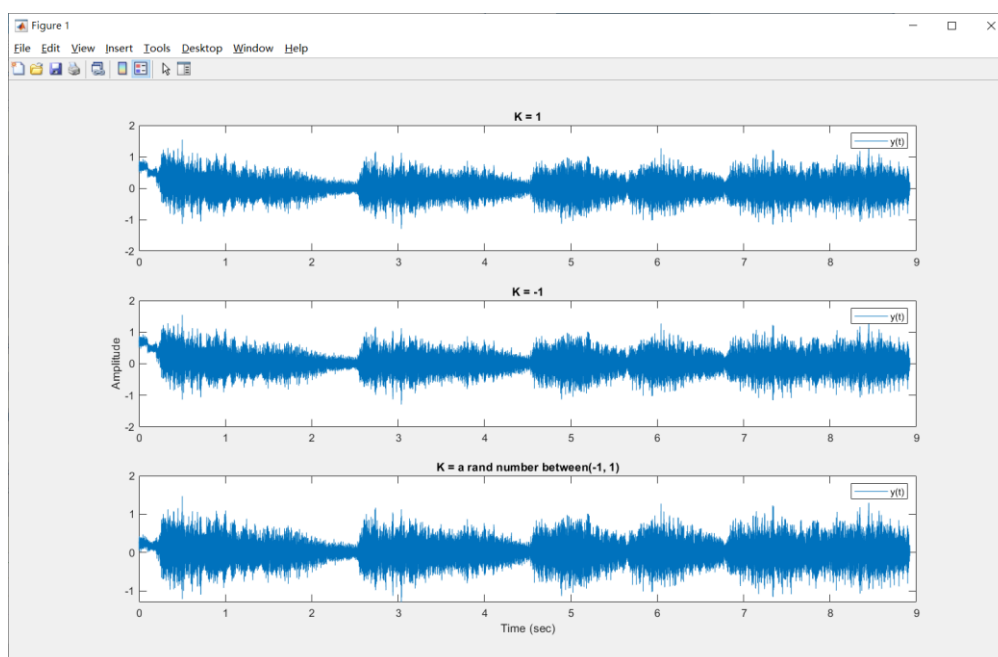 Figure 1
File Edit View Insert Tools Desktop Window Help
K = 1
2
1
0
-1
-2
y(t)
0 1 2 3 4 5 6 7 8 9
K = -1
Amplitude
2
1
0
-1
-2
y(t)
0 1 2 3 4 5 6 7 8 9
K = a rand number between(-1, 1)
2
1
0
-1
y(t)
0 1 2 3 4 5 6 7 8 9
Time (sec)